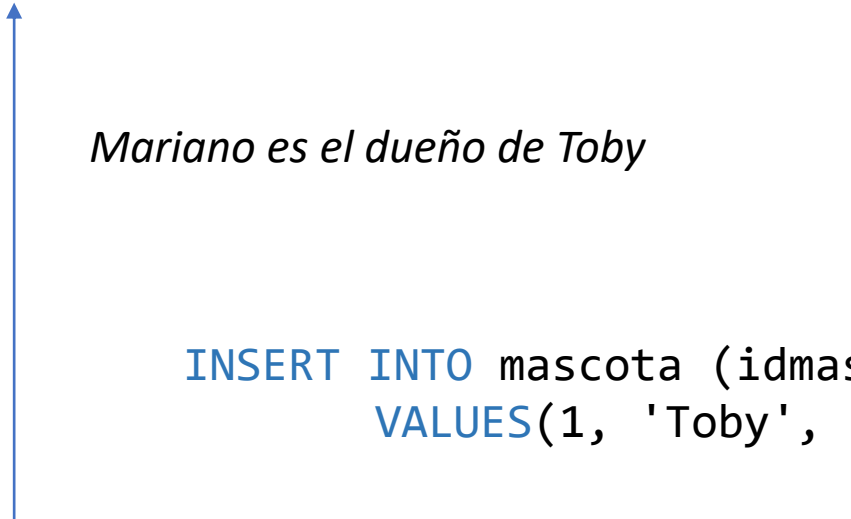 Mariano es el dueño de Toby
INSERT INTO mascota (idmas
VALUES(1, 'Toby',